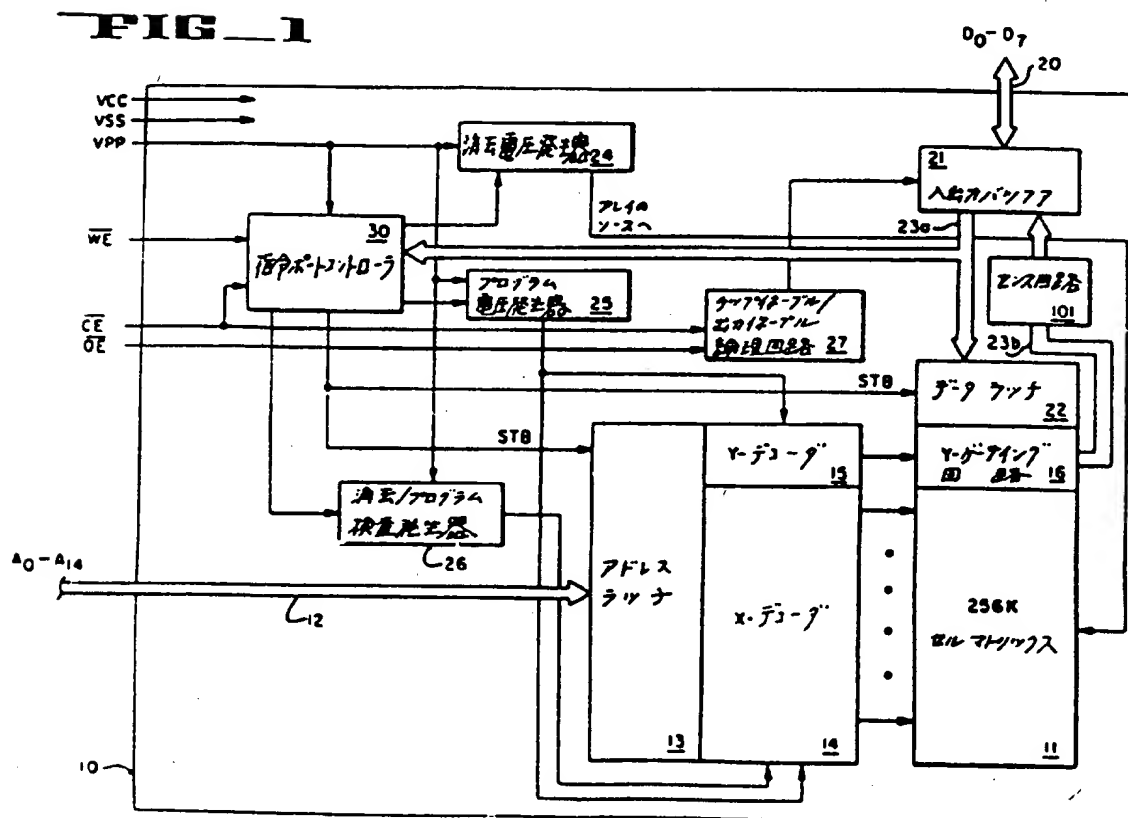 FIG_1
D0-D7
20
VCC
VSS
VPP
消去電圧発生器
24
21
入出力バッファ
アレイの
ソースへ
23a
WE
30
指令ポートコントローラ
プログラム
電圧発生器
25
センス回路
101
チップイネーブル/
出力イネーブル
論理回路
27
CE
OE
23b
STB
データ ラッチ
22
STB
Y-デコーダ
15
Y-ゲーティング
回路
16
消去/プログラム
検査発生器
26
A0-A14
12
アドレス
ラッチ
13
X-デコーダ
14
256K
セル マトリックス
11
10